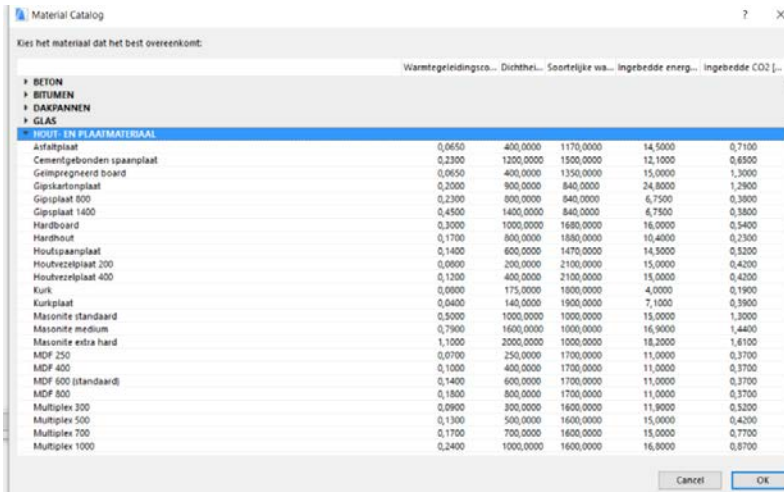 Material Catalog ? ×
Kies het materiaal dat het best overeenkomt:
Warmtegeleidingsco... Dichthei... Soortelijke wa... Ingebedde energ... Ingebedde CO2 [...
BETON
BITUMEN
DAKPANNEN
GLAS
HOUT- EN PLAATMATERIAAL
Asfaltplaat 0,0650 400,0000 1170,0000 14,5000 0,7100
Cementgebonden spaanplaat 0,2300 1200,0000 1500,0000 12,1000 0,6500
Geïmpregneerd board 0,0650 400,0000 1350,0000 15,0000 1,3000
Gipskartonplaat 0,2000 900,0000 840,0000 24,8000 1,2900
Gipsplaat 800 0,2300 800,0000 840,0000 6,7500 0,3800
Gipsplaat 1400 0,4500 1400,0000 840,0000 6,7500 0,3800
Hardboard 0,3000 1000,0000 1680,0000 16,0000 0,5400
Hardhout 0,1700 800,0000 1880,0000 10,4000 0,2300
Houtspaanplaat 0,1400 600,0000 1470,0000 14,5000 0,5200
Houtvezelplaat 200 0,0800 200,0000 2100,0000 15,0000 0,4200
Houtvezelplaat 400 0,1200 400,0000 2100,0000 15,0000 0,4200
Kurk 0,0800 175,0000 1800,0000 4,0000 0,1900
Kurkplaat 0,0400 140,0000 1900,0000 7,1000 0,3900
Masonite standaard 0,5000 1000,0000 1000,0000 15,0000 1,3000
Masonite medium 0,7900 1600,0000 1000,0000 16,9000 1,4400
Masonite extra hard 1,1000 2000,0000 1000,0000 18,2000 1,6100
MDF 250 0,0700 250,0000 1700,0000 11,0000 0,3700
MDF 400 0,1000 400,0000 1700,0000 11,0000 0,3700
MDF 600 (standaard) 0,1400 600,0000 1700,0000 11,0000 0,3700
MDF 800 0,1800 800,0000 1700,0000 11,0000 0,3700
Multiplex 300 0,0900 300,0000 1600,0000 11,9000 0,5200
Multiplex 500 0,1300 500,0000 1600,0000 15,0000 0,4200
Multiplex 700 0,1700 700,0000 1600,0000 15,0000 0,7700
Multiplex 1000 0,2400 1000,0000 1600,0000 16,8000 0,8700
Cancel OK